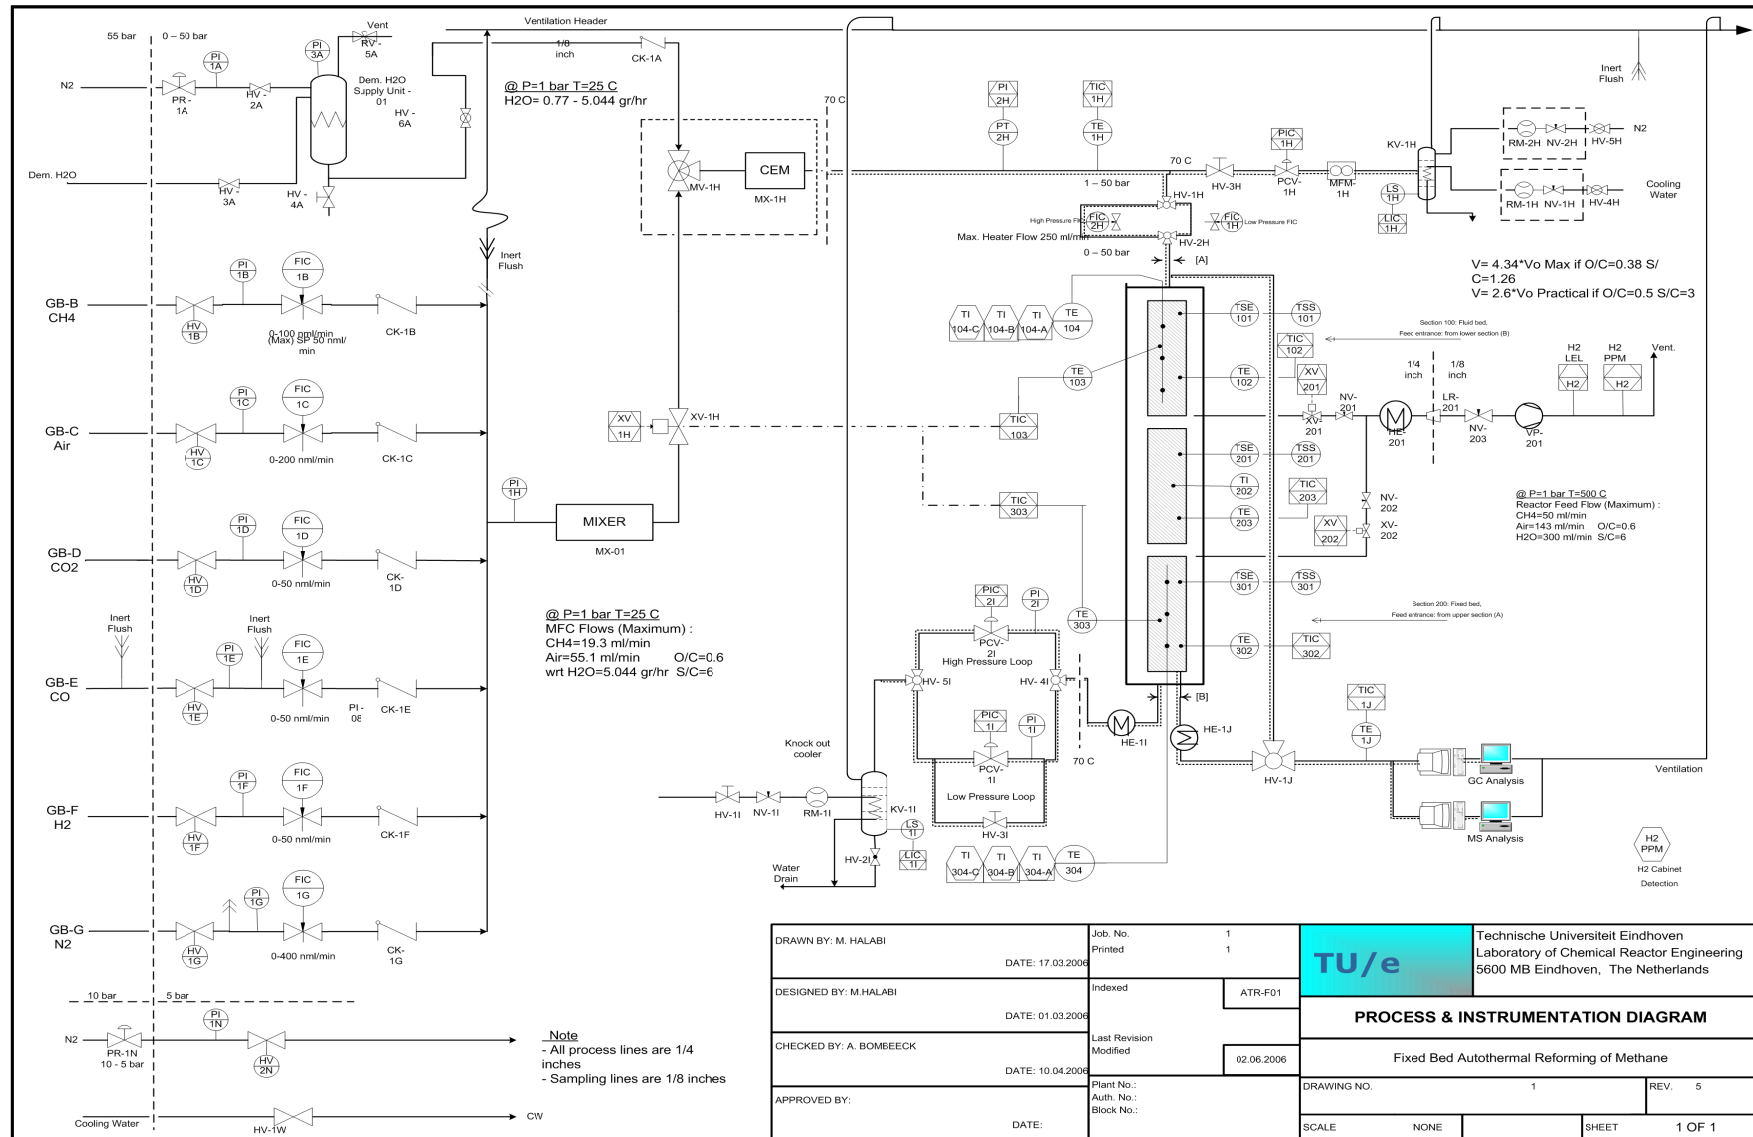 55 bar
0 – 50 bar
Vent
RV -
5A
PI
3A
PI
1A
N2
PR -
1A
HV -
2A
Dem. H2O
Supply Unit -
01
HV -
6A
Dem. H2O
HV -
3A
HV -
4A
Ventilation Header
1/8
inch
CK-1A
@ P=1 bar T=25 C
H2O= 0.77 - 5.044 gr/hr
70 C
MV-1H
CEM
MX-1H
Inert
Flush
PI
2H
PT
2H
TIC
1H
TE
1H
70 C
1 – 50 bar
HV-1H
HV-3H
PIC
1H
PCV-
1H
MFM-
1H
KV-1H
LS
1H
LIC
1H
RM-2H
NV-2H
HV-5H
N2
RM-1H
NV-1H
HV-4H
Cooling
Water
Inert
Flush
High Pressure FIC
FIC
2H
FIC
1H
Low Pressure FIC
Max. Heater Flow 250 ml/min
HV-2H
0 – 50 bar
[A]
V= 4.34*Vo Max if O/C=0.38 S/
C=1.26
V= 2.6*Vo Practical if O/C=0.5 S/C=3
GB-B
CH4
HV
1B
PI
1B
FIC
1B
0-100 nml/min
(Max) SP 50 nml/
min
CK-1B
GB-C
Air
HV
1C
PI
1C
FIC
1C
0-200 nml/min
CK-1C
GB-D
CO2
HV
1D
PI
1D
FIC
1D
0-50 nml/min
CK-
1D
GB-E
CO
Inert
Flush
HV
1E
PI
1E
Inert
Flush
FIC
1E
0-50 nml/min
PI -
08
CK-1E
GB-F
H2
HV
1F
PI
1F
FIC
1F
0-50 nml/min
CK-1F
GB-G
N2
HV
1G
PI
1G
FIC
1G
0-400 nml/min
CK-
1G
10 bar
5 bar
N2
PR-1N
10 - 5 bar
PI
1N
HV
2N
Cooling Water
HV-1W
CW
Note
- All process lines are 1/4
inches
- Sampling lines are 1/8 inches
PI
1H
MIXER
MX-01
XV
1H
XV-1H
@ P=1 bar T=25 C
MFC Flows (Maximum) :
CH4=19.3 ml/min
Air=55.1 ml/min O/C=0.6
wrt H2O=5.044 gr/hr S/C=6
TI
104-C
TI
104-B
TI
104-A
TE
104
TE
103
TIC
103
TIC
303
TE
303
TSE
101
TSS
101
TE
102
TIC
102
Section 100: Fluid bed,
Feed entrance: from lower section (B)
XV
201
XV-
201
NV-
201
HE-
201
1/4
inch
1/8
inch
LR-
201
NV-
203
VP-
201
H2
LEL
H2
H2
PPM
H2
Vent.
TSE
201
TSS
201
TI
202
TIC
203
TE
203
XV
202
NV-
202
XV-
202
@ P=1 bar T=500 C
Reactor Feed Flow (Maximum) :
CH4=50 ml/min
Air=143 ml/min O/C=0.6
H2O=300 ml/min S/C=6
TSE
301
TSS
301
TE
302
TIC
302
Section 200: Fixed bed,
Feed entrance: from upper section (A)
PIC
2I
PI
2I
PCV-
2I
High Pressure Loop
HV- 5I
HV- 4I
PIC
1I
PI
1I
PCV-
1I
Low Pressure Loop
HV-3I
70 C
[B]
HE-1I
HE-1J
HV-1J
TIC
1J
TE
1J
GC Analysis
MS Analysis
Ventilation
H2
PPM
H2 Cabinet
Detection
Knock out
cooler
HV-1I
NV-1I
RM-1I
KV-1I
LS
1I
LIC
1I
HV-2I
Water
Drain
TI
304-C
TI
304-B
TI
304-A
TE
304
DRAWN BY: M. HALABI
DATE: 17.03.2006
DESIGNED BY: M.HALABI
DATE: 01.03.2006
CHECKED BY: A. BOMBEECK
DATE: 10.04.2006
APPROVED BY:
DATE:
Job. No. 1
Printed 1
Indexed
ATR-F01
Last Revision
Modified
02.06.2006
Plant No.:
Auth. No.:
Block No.:
TU/e
Technische Universiteit Eindhoven
Laboratory of Chemical Reactor Engineering
5600 MB Eindhoven, The Netherlands
PROCESS & INSTRUMENTATION DIAGRAM
Fixed Bed Autothermal Reforming of Methane
DRAWING NO. 1
REV. 5
SCALE NONE
SHEET 1 OF 1